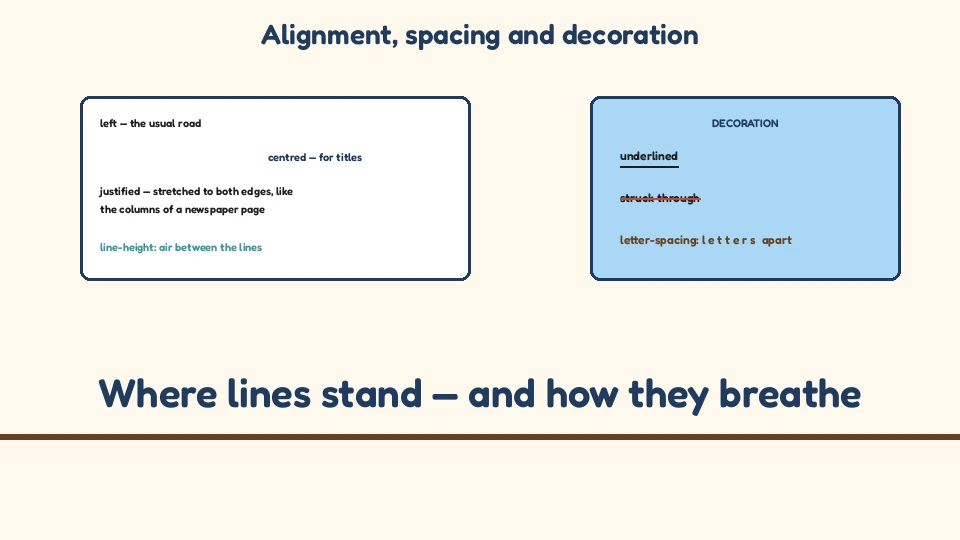 Alignment, spacing and decoration
left — the usual road
centred — for titles
justified — stretched to both edges, like
the columns of a newspaper page
line-height: air between the lines
DECORATION
underlined
struck through
letter-spacing: l e t t e r s apart
Where lines stand — and how they breathe